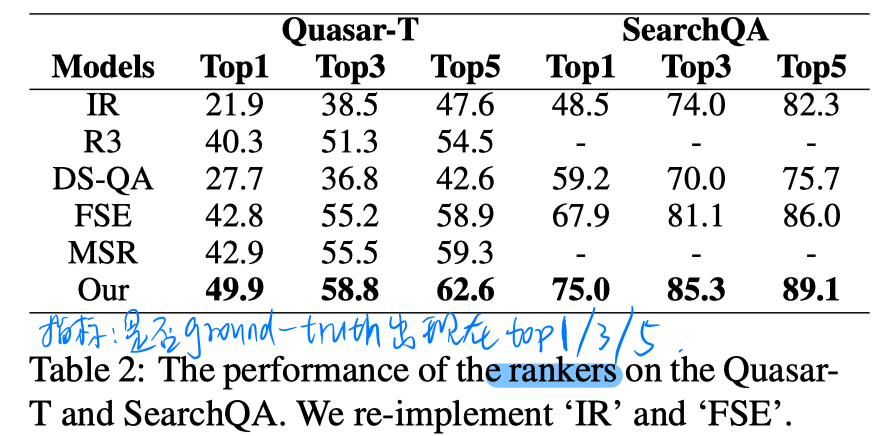 Quasar-T SearchQA
Models Top1 Top3 Top5 Top1 Top3 Top5
IR 21.9 38.5 47.6 48.5 74.0 82.3
R3 40.3 51.3 54.5 - - -
DS-QA 27.7 36.8 42.6 59.2 70.0 75.7
FSE 42.8 55.2 58.9 67.9 81.1 86.0
MSR 42.9 55.5 59.3 - - -
Our 49.9 58.8 62.6 75.0 85.3 89.1
指标:是否ground-truth出现在top1/3/5.
Table 2: The performance of the rankers on the Quasar-
T and SearchQA. We re-implement ‘IR’ and ‘FSE’.